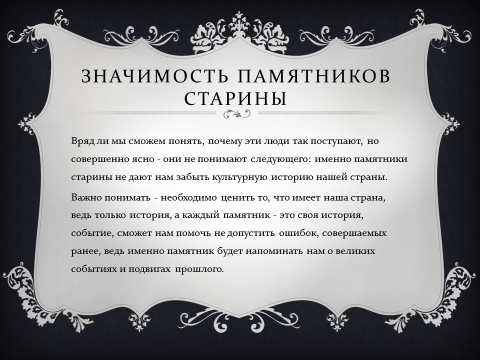 ЗНАЧИМОСТЬ ПАМЯТНИКОВ
СТАРИНЫ
Вряд ли мы сможем понять, почему эти люди так поступают, но
совершенно ясно - они не понимают следующего: именно памятники
старины не дают нам забыть культурную историю нашей страны.
Важно понимать - необходимо ценить то, что имеет наша страна,
ведь только история, а каждый памятник - это своя история,
событие, сможет нам помочь не допустить ошибок, совершаемых
ранее, ведь именно памятник будет напоминать нам о великих
событиях и подвигах прошлого.